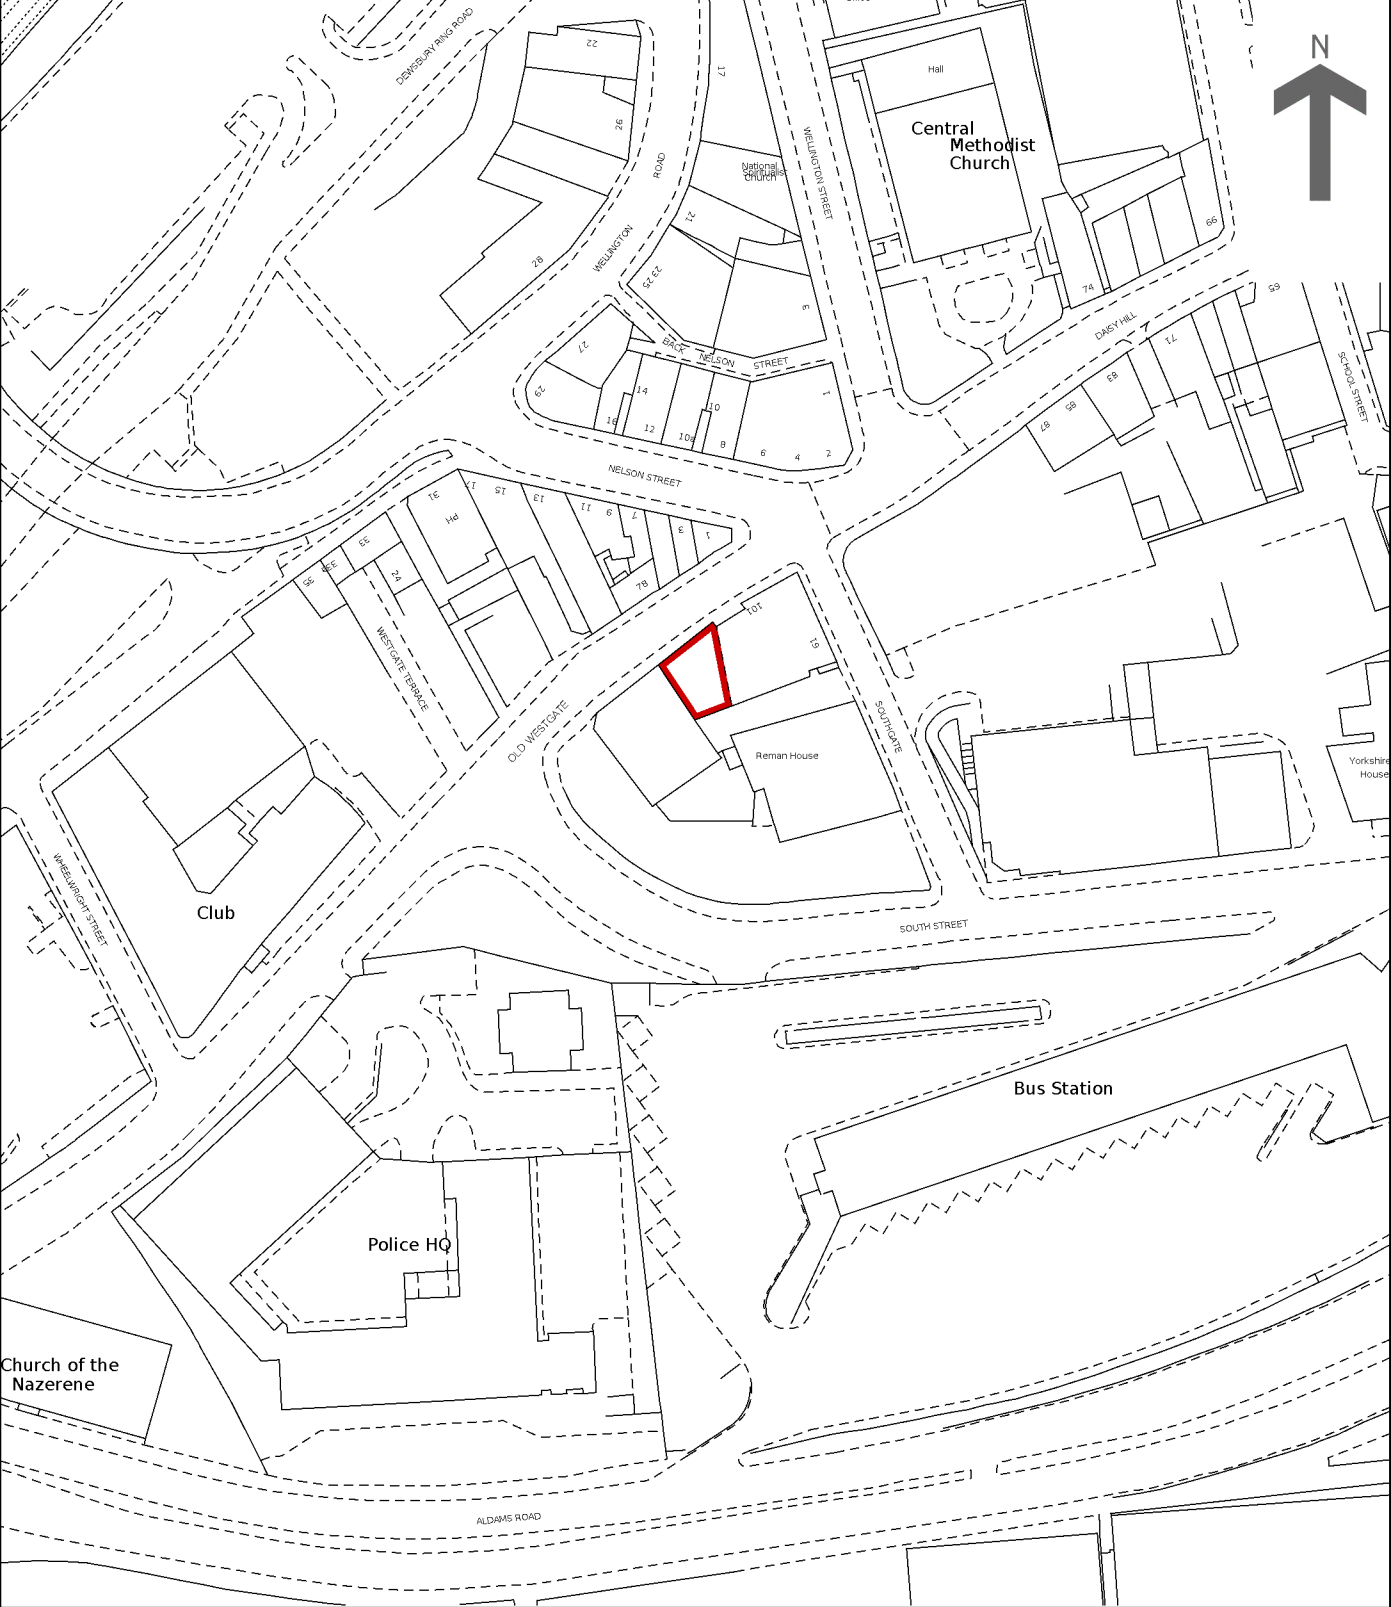 DEWSBURY RING ROAD
N
22
17
Hall
26
Central
Methodist
Church
WELLINGTON STREET
ROAD
National
Spiritualist
Church
21
66
WELLINGTON
28
23 25
74
65
3
DAISY HILL
27
BACK NELSON STREET
71
83
SCHOOL STREET
29
14
10
1
85
87
16
12
10a
8
6
4
2
NELSON STREET
31
17
15
13
11
9
7
3
1
PH
33
33a
35
24
78
101
61
WESTGATE TERRACE
OLD WESTGATE
SOUTHGATE
Reman House
Yorkshire
House
WHEELWRIGHT STREET
Club
SOUTH STREET
Bus Station
Police HQ
Church of the
Nazerene
ALDAMS ROAD